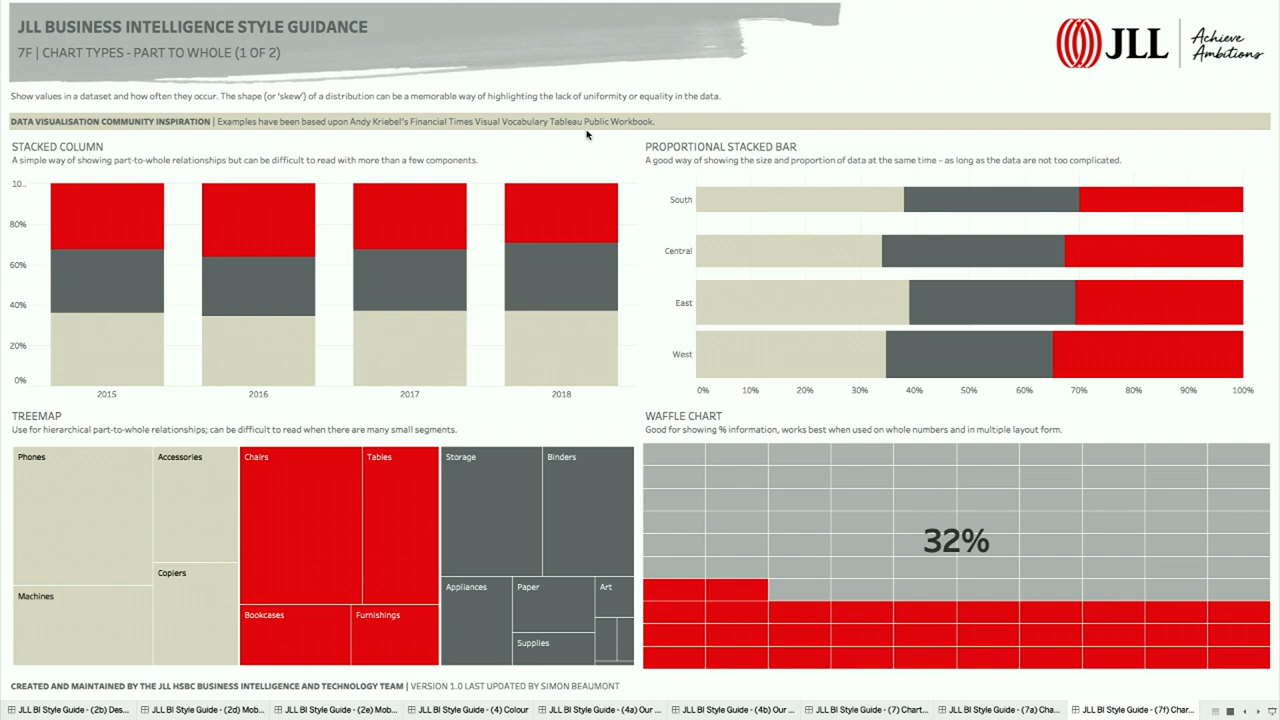 JLL BUSINESS INTELLIGENCE STYLE GUIDANCE
7F | CHART TYPES - PART TO WHOLE (1 OF 2)
JLL
Achieve
Ambitions
Show values in a dataset and how often they occur. The shape (or 'skew') of a distribution can be a memorable way of highlighting the lack of uniformity or equality in the data.
DATA VISUALISATION COMMUNITY INSPIRATION | Examples have been based upon Andy Kriebel's Financial Times Visual Vocabulary Tableau Public Workbook.
STACKED COLUMN
A simple way of showing part-to-whole relationships but can be difficult to read with more than a few components.
10..
80%
60%
40%
20%
0%
2015
2016
2017
2018
PROPORTIONAL STACKED BAR
A good way of showing the size and proportion of data at the same time – as long as the data are not too complicated.
South
Central
East
West
0% 10% 20% 30% 40% 50% 60% 70% 80% 90% 100%
TREEMAP
Use for hierarchical part-to-whole relationships; can be difficult to read when there are many small segments.
Phones
Accessories
Chairs
Tables
Storage
Binders
Copiers
Machines
Appliances
Paper
Art
Bookcases
Furnishings
Supplies
WAFFLE CHART
Good for showing % information, works best when used on whole numbers and in multiple layout form.
32%
CREATED AND MAINTAINED BY THE JLL HSBC BUSINESS INTELLIGENCE AND TECHNOLOGY TEAM | VERSION 1.0 LAST UPDATED BY SIMON BEAUMONT
JLL BI Style Guide - (2b) Des...
JLL BI Style Guide - (2d) Mob...
JLL BI Style Guide - (2e) Mob...
JLL BI Style Guide - (4) Colour
JLL BI Style Guide - (4a) Our ...
JLL BI Style Guide - (4b) Our ...
JLL BI Style Guide - (7) Chart...
JLL BI Style Guide - (7a) Cha...
JLL BI Style Guide - (7f) Char...